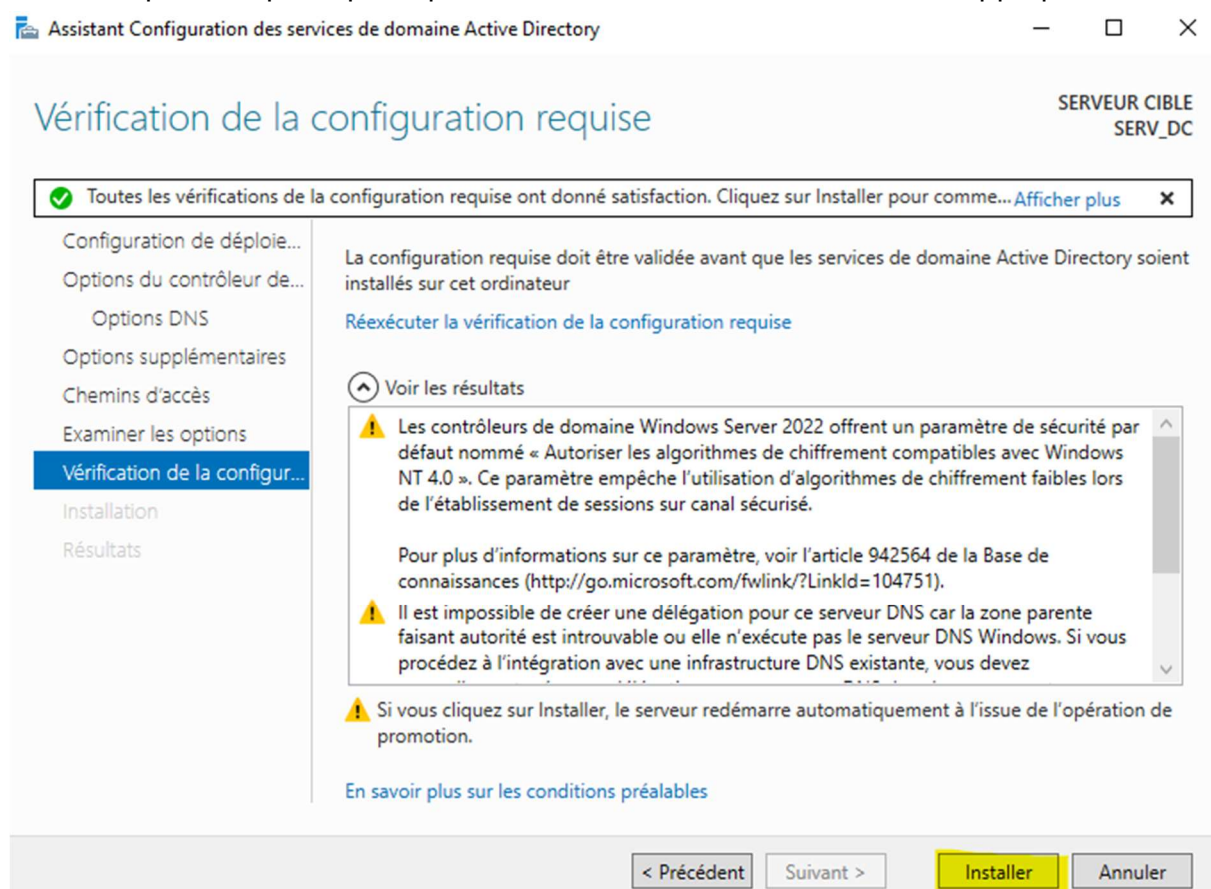 Assistant Configuration des services de domaine Active Directory
Vérification de la configuration requise
SERVEUR CIBLE
SERV_DC
Toutes les vérifications de la configuration requise ont donné satisfaction. Cliquez sur Installer pour comme... Afficher plus
Configuration de déploie...
Options du contrôleur de...
Options DNS
Options supplémentaires
Chemins d'accès
Examiner les options
Vérification de la configur...
Installation
Résultats
La configuration requise doit être validée avant que les services de domaine Active Directory soient
installés sur cet ordinateur
Réexécuter la vérification de la configuration requise
Voir les résultats
Les contrôleurs de domaine Windows Server 2022 offrent un paramètre de sécurité par
défaut nommé « Autoriser les algorithmes de chiffrement compatibles avec Windows
NT 4.0 ». Ce paramètre empêche l'utilisation d'algorithmes de chiffrement faibles lors
de l'établissement de sessions sur canal sécurisé.
Pour plus d'informations sur ce paramètre, voir l'article 942564 de la Base de
connaissances (http://go.microsoft.com/fwlink/?LinkId=104751).
Il est impossible de créer une délégation pour ce serveur DNS car la zone parente
faisant autorité est introuvable ou elle n'exécute pas le serveur DNS Windows. Si vous
procédez à l'intégration avec une infrastructure DNS existante, vous devez
Si vous cliquez sur Installer, le serveur redémarre automatiquement à l'issue de l'opération de
promotion.
En savoir plus sur les conditions préalables
< Précédent
Suivant >
Installer
Annuler